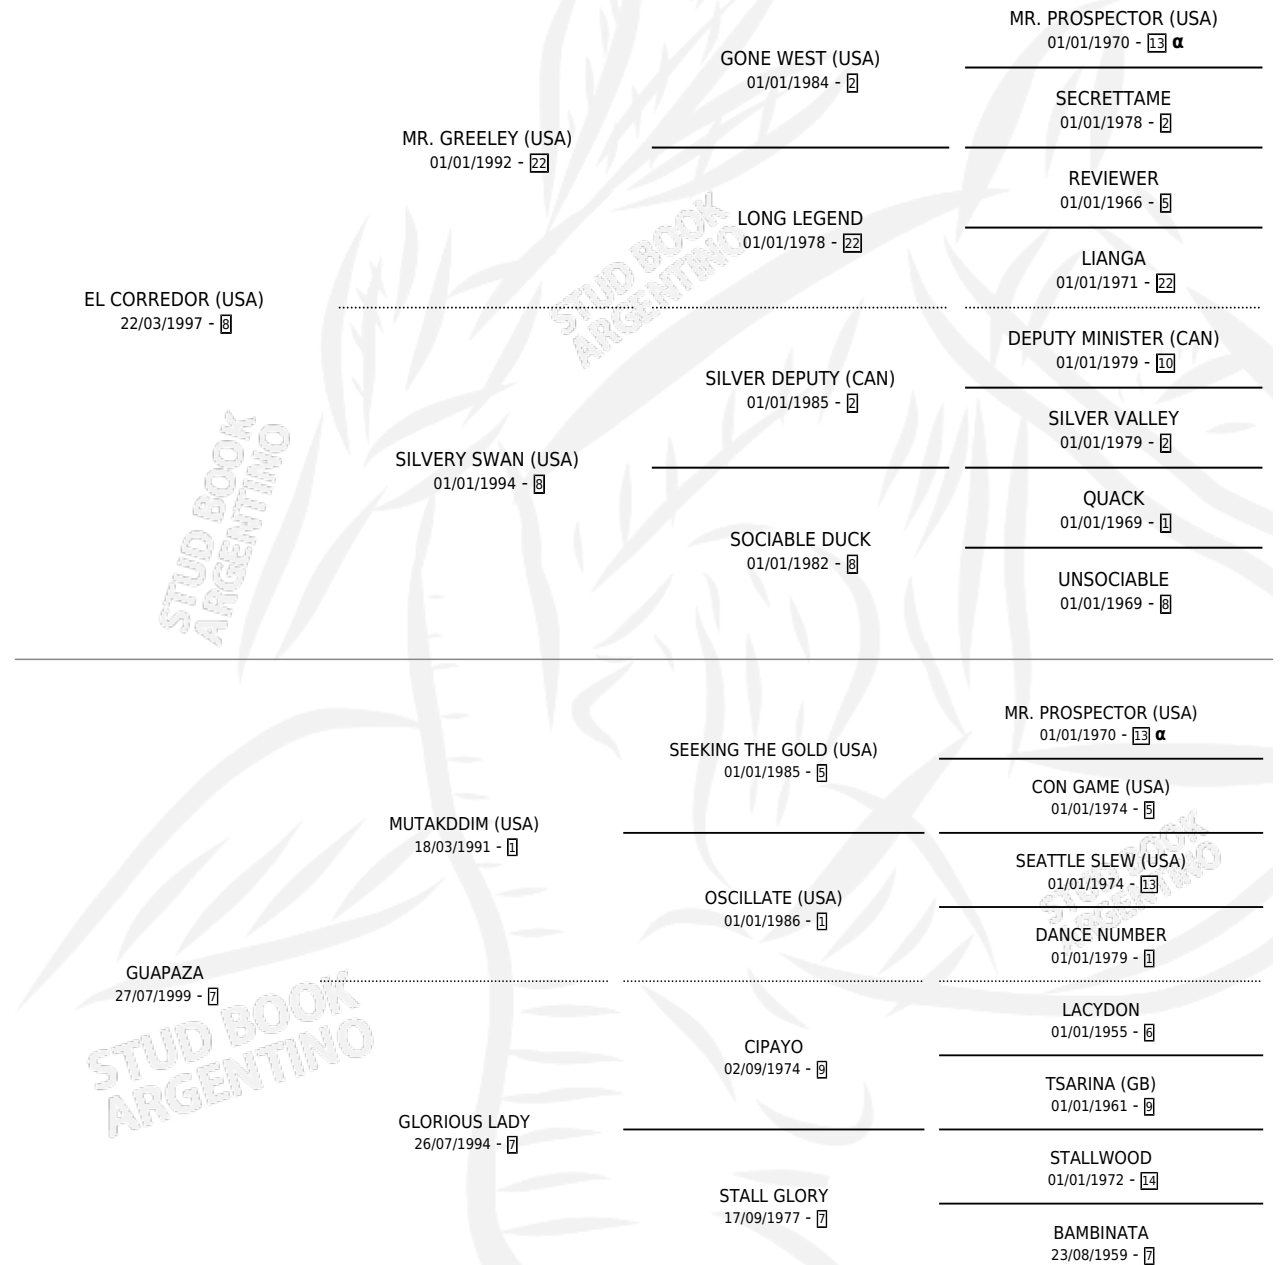 MR. PROSPECTOR (USA)
01/01/1970 - 13 α
GONE WEST (USA)
01/01/1984 - 2
SECRETTAME
01/01/1978 - 2
MR. GREELEY (USA)
01/01/1992 - 22
REVIEWER
01/01/1966 - 5
LONG LEGEND
01/01/1978 - 22
LIANGA
01/01/1971 - 22
EL CORREDOR (USA)
22/03/1997 - 8
DEPUTY MINISTER (CAN)
01/01/1979 - 10
SILVER DEPUTY (CAN)
01/01/1985 - 2
SILVER VALLEY
01/01/1979 - 2
SILVERY SWAN (USA)
01/01/1994 - 8
QUACK
01/01/1969 - 1
SOCIABLE DUCK
01/01/1982 - 8
UNSOCIABLE
01/01/1969 - 8
MR. PROSPECTOR (USA)
01/01/1970 - 13 α
SEEKING THE GOLD (USA)
01/01/1985 - 5
CON GAME (USA)
01/01/1974 - 5
MUTAKDDIM (USA)
18/03/1991 - 1
SEATTLE SLEW (USA)
01/01/1974 - 13
OSCILLATE (USA)
01/01/1986 - 1
DANCE NUMBER
01/01/1979 - 1
GUAPAZA
27/07/1999 - 7
LACYDON
01/01/1955 - 6
CIPAYO
02/09/1974 - 9
TSARINA (GB)
01/01/1961 - 9
GLORIOUS LADY
26/07/1994 - 7
STALLWOOD
01/01/1972 - 14
STALL GLORY
17/09/1977 - 7
BAMBINATA
23/08/1959 - 7
STUD BOOK
ARGENTINO
STUD BOOK
ARGENTINO
STUD BOOK
ARGENTINO
STUD BOOK
ARGENTINO